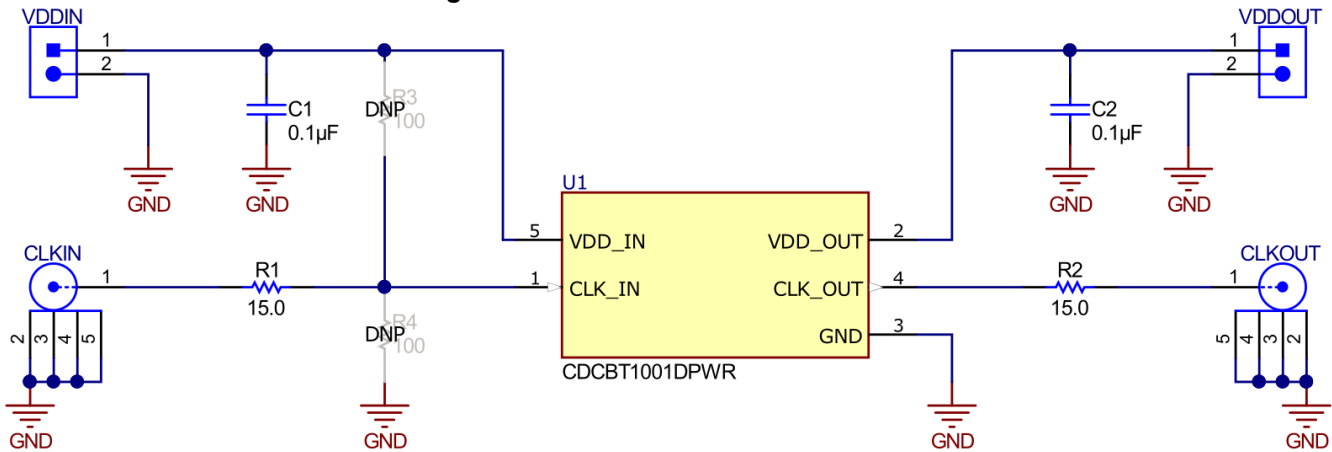 VDDIN
1
2
GND
C1
0.1µF
GND
R3
DNP
100
VDDOUT
1
2
C2
0.1µF
GND
GND
U1
5 VDD_IN VDD_OUT 2
1 CLK_IN CLK_OUT 4
GND 3
CDCBT1001DPWR
GND
CLKIN
1
R1
15.0
2 3 4 5
GND
R4
DNP
100
GND
CLKOUT
R2
15.0
1
5 4 3 2
GND